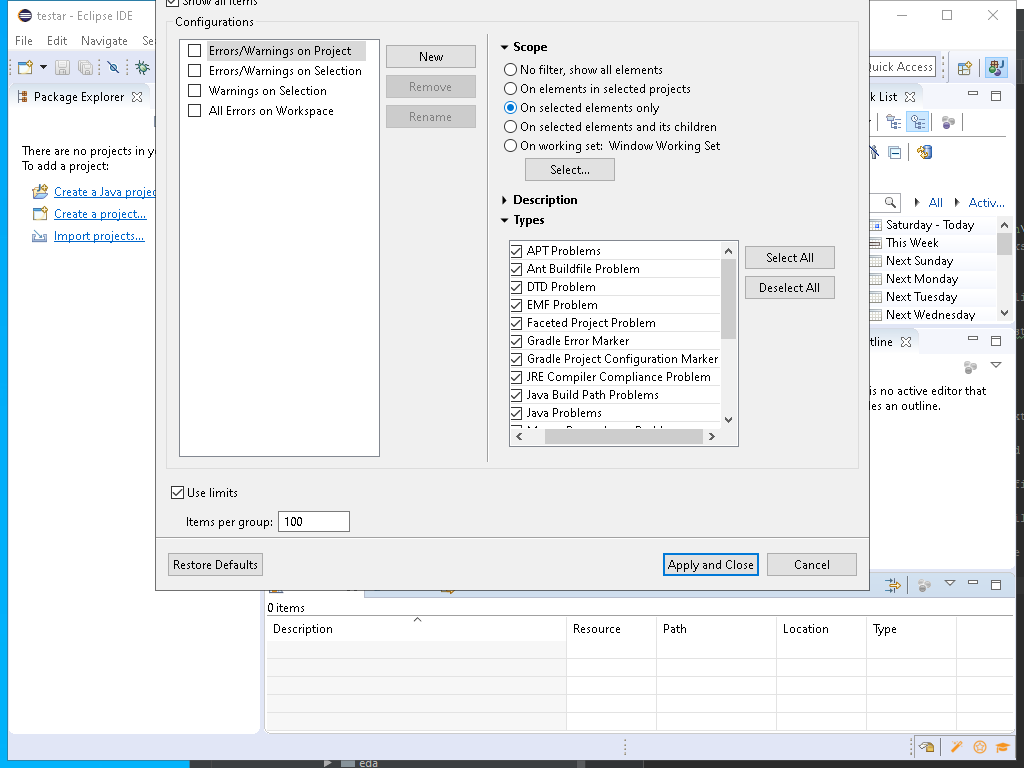 testar - Eclipse IDE
Show all items
File Edit Navigate Se
Configurations
Errors/Warnings on Project
Errors/Warnings on Selection
Warnings on Selection
All Errors on Workspace
New
Remove
Rename
Scope
No filter, show all elements
On elements in selected projects
On selected elements only
On selected elements and its children
On working set: Window Working Set
Select...
Description
Types
APT Problems
Ant Buildfile Problem
DTD Problem
EMF Problem
Faceted Project Problem
Gradle Error Marker
Gradle Project Configuration Marker
JRE Compiler Compliance Problem
Java Build Path Problems
Java Problems
Select All
Deselect All
Use limits
Items per group: 100
Restore Defaults
Apply and Close
Cancel
Package Explorer
There are no projects in y
To add a project:
Create a Java projec
Create a project...
Import projects...
Quick Access
k List
All Activ...
Saturday - Today
This Week
Next Sunday
Next Monday
Next Tuesday
Next Wednesday
tline
is no active editor that
les an outline.
0 items
Description Resource Path Location Type
eda